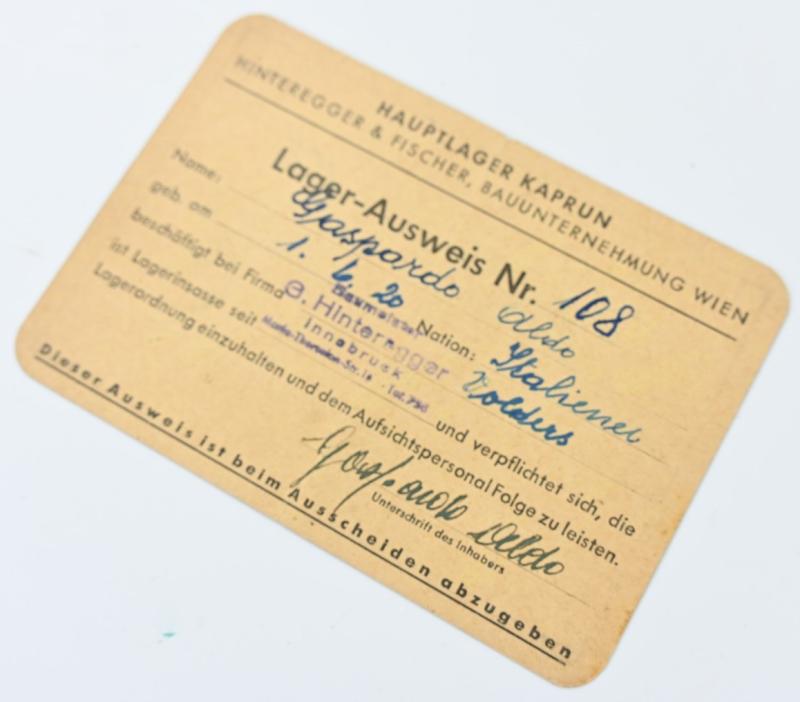 HAUPTLAGER KAPRUN
HINTEREGGER & FISCHER, BAUUNTERNEHMUNG WIEN
Lager-Ausweis Nr. 108
Name: Gaspardo Aldo
geb. am 1. 6. 20 Nation: Italiener
beschäftigt bei Firma Baumeister G. Hinteregger Innsbruck Volders
ist Lagerinsasse seit und verpflichtet sich, die
Lagerordnung einzuhalten und dem Aufsichtspersonal Folge zu leisten.
Gaspardo Aldo
Unterschrift des Inhabers
Dieser Ausweis ist beim Ausscheiden abzugeben